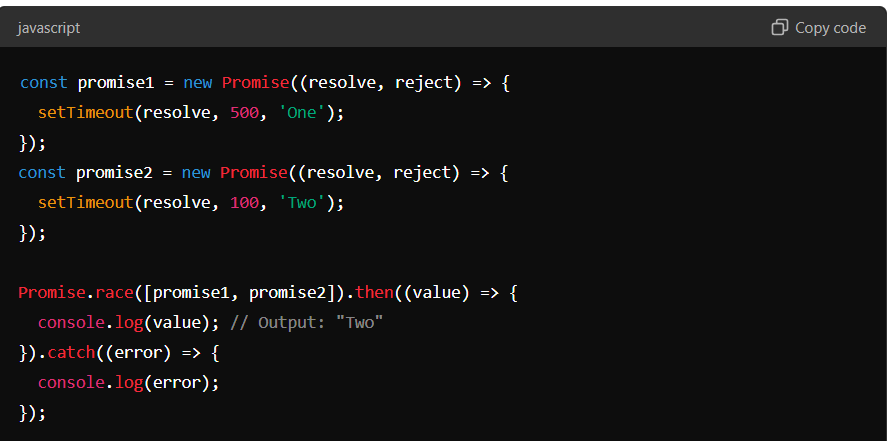 javascript
Copy code
const promise1 = new Promise((resolve, reject) => {
  setTimeout(resolve, 500, 'One');
});
const promise2 = new Promise((resolve, reject) => {
  setTimeout(resolve, 100, 'Two');
});

Promise.race([promise1, promise2]).then((value) => {
  console.log(value); // Output: "Two"
}).catch((error) => {
  console.log(error);
});